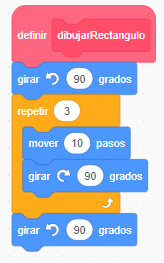 definir dibujarRectangulo
girar 90 grados
repetir 3
mover 10 pasos
girar 90 grados
girar 90 grados